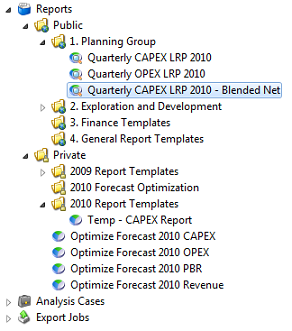 Reports
Public
1. Planning Group
Quarterly CAPEX LRP 2010
Quarterly OPEX LRP 2010
Quarterly CAPEX LRP 2010 - Blended Net
2. Exploration and Development
3. Finance Templates
4. General Report Templates
Private
2009 Report Templates
2010 Forecast Optimization
2010 Report Templates
Temp - CAPEX Report
Optimize Forecast 2010 CAPEX
Optimize Forecast 2010 OPEX
Optimize Forecast 2010 PBR
Optimize Forecast 2010 Revenue
Analysis Cases
Export Jobs